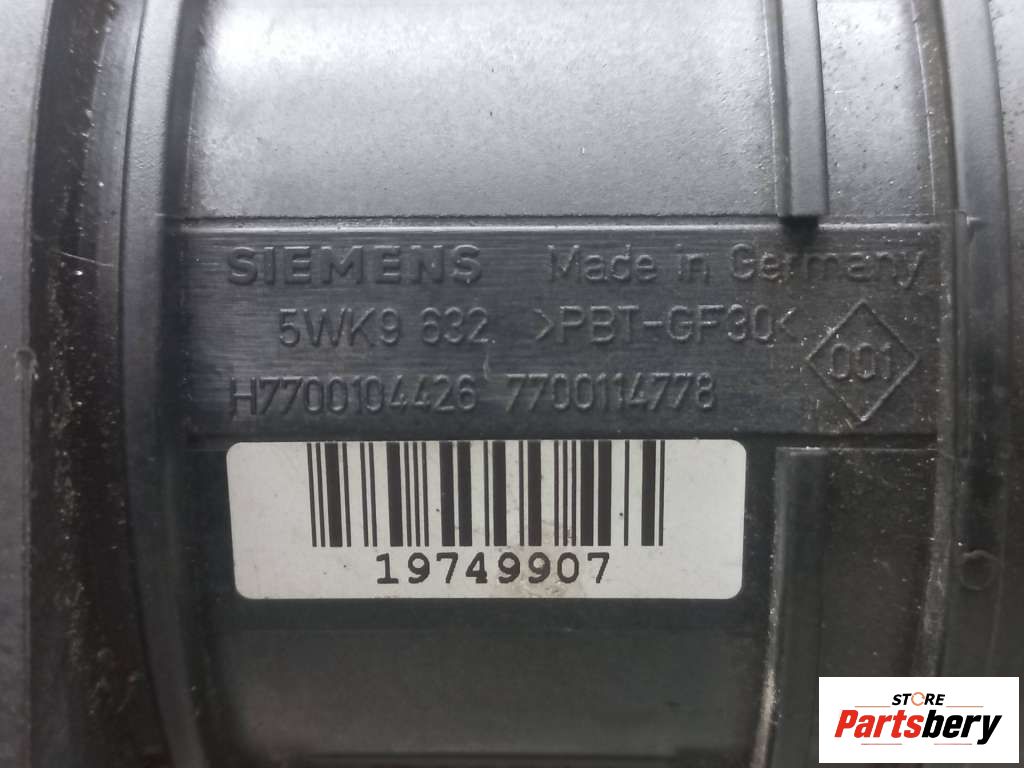 SIEMENS Made in Germany
5WK9 632 >PBT-GF30<
001
H7700104426 7700114778
19749907
STORE
Partsbery